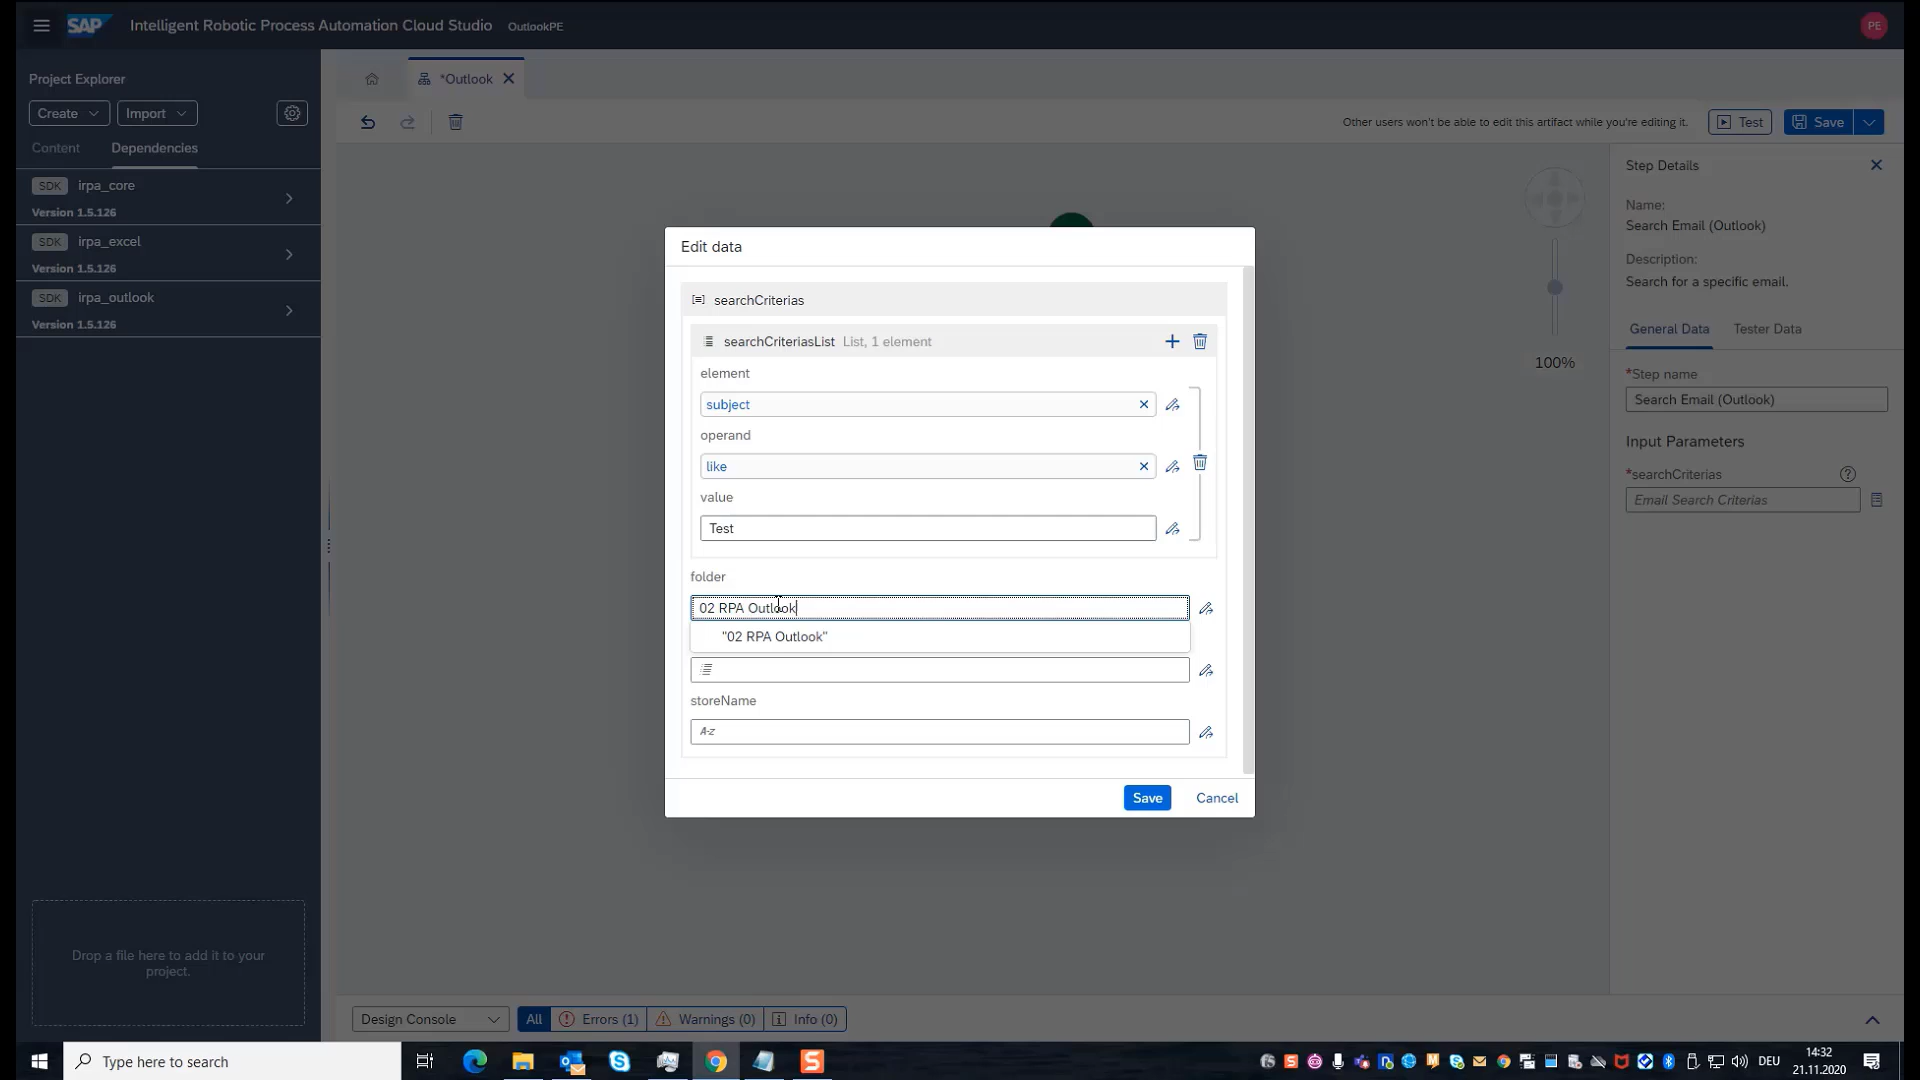 SAP
Intelligent Robotic Process Automation Cloud Studio
OutlookPE
PE
Project Explorer
Create
Import
Content
Dependencies
SDK irpa_core
Version 1.5.126
SDK irpa_excel
Version 1.5.126
SDK irpa_outlook
Version 1.5.126
Drop a file here to add it to your
project.
*Outlook
Other users won't be able to edit this artifact while you're editing it.
Test
Save
100%
Edit data
searchCriterias
searchCriteriasList List, 1 element
element
subject
operand
like
value
Test
folder
02 RPA Outlook
"02 RPA Outlook"
storeName
A-z
Save
Cancel
Step Details
Name:
Search Email (Outlook)
Description:
Search for a specific email.
General Data
Tester Data
*Step name
Search Email (Outlook)
Input Parameters
*searchCriterias
Email Search Criterias
Design Console
All
Errors (1)
Warnings (0)
Info (0)
Type here to search
DEU
14:32
21.11.2020